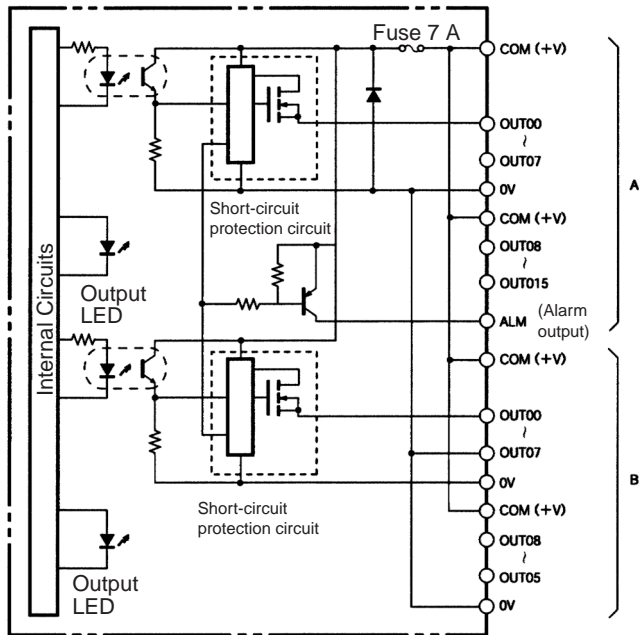 Fuse 7 A
COM (+V)
OUT00
~
OUT07
0V
COM (+V)
OUT08
~
OUT015
ALM
(Alarm
output)
A
Internal Circuits
Short-circuit
protection circuit
Output
LED
COM (+V)
OUT00
~
OUT07
0V
COM (+V)
OUT08
~
OUT05
0V
B
Short-circuit
protection circuit
Output
LED